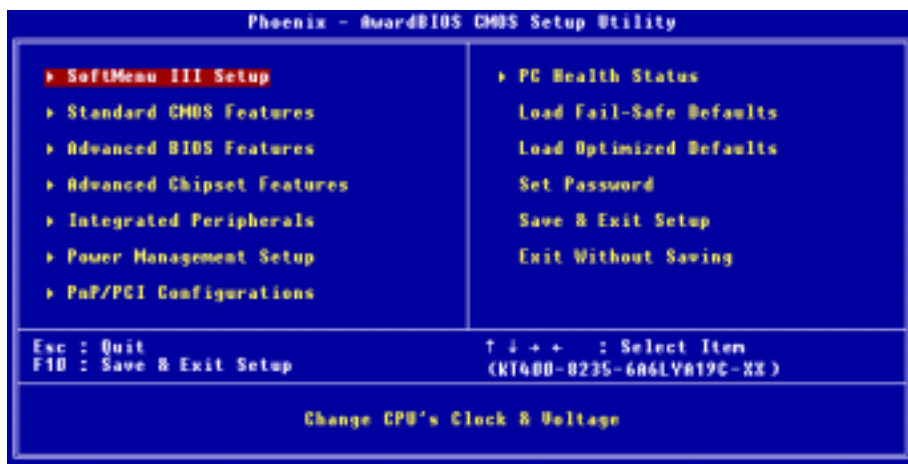 Phoenix - AwardBIOS CMOS Setup Utility
▸ SoftMenu III Setup
▸ Standard CMOS Features
▸ Advanced BIOS Features
▸ Advanced Chipset Features
▸ Integrated Peripherals
▸ Power Management Setup
▸ PnP/PCI Configurations
▸ PC Health Status
Load Fail-Safe Defaults
Load Optimized Defaults
Set Password
Save & Exit Setup
Exit Without Saving
Esc : Quit
F10 : Save & Exit Setup
↑ ↓ → ← : Select Item
(KT400-8235-6A6LYA19C-XX)
Change CPU's Clock & Voltage